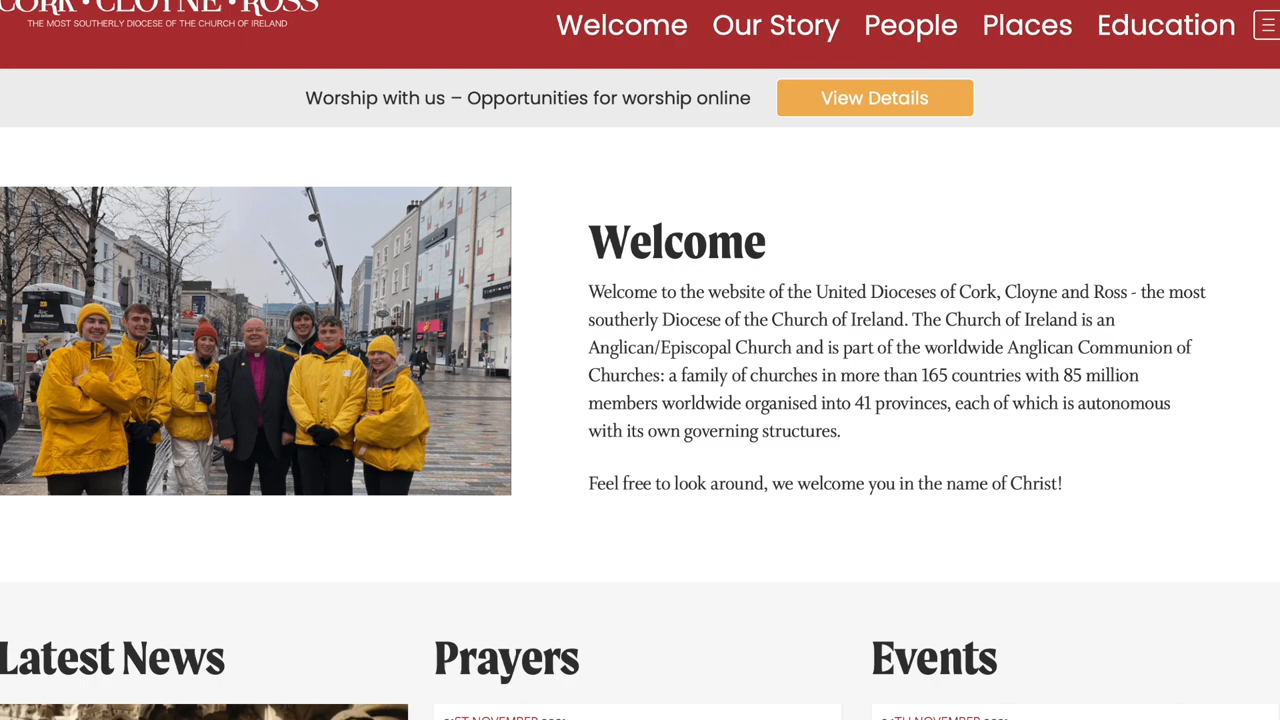 CORK • CLOYNE • ROSS
THE MOST SOUTHERLY DIOCESE OF THE CHURCH OF IRELAND
Welcome Our Story People Places Education
Worship with us – Opportunities for worship online View Details
Welcome
Welcome to the website of the United Dioceses of Cork, Cloyne and Ross - the most
southerly Diocese of the Church of Ireland. The Church of Ireland is an
Anglican/Episcopal Church and is part of the worldwide Anglican Communion of
Churches: a family of churches in more than 165 countries with 85 million
members worldwide organised into 41 provinces, each of which is autonomous
with its own governing structures.
Feel free to look around, we welcome you in the name of Christ!
Latest News Prayers Events
NOVEMBER NOVEMBER